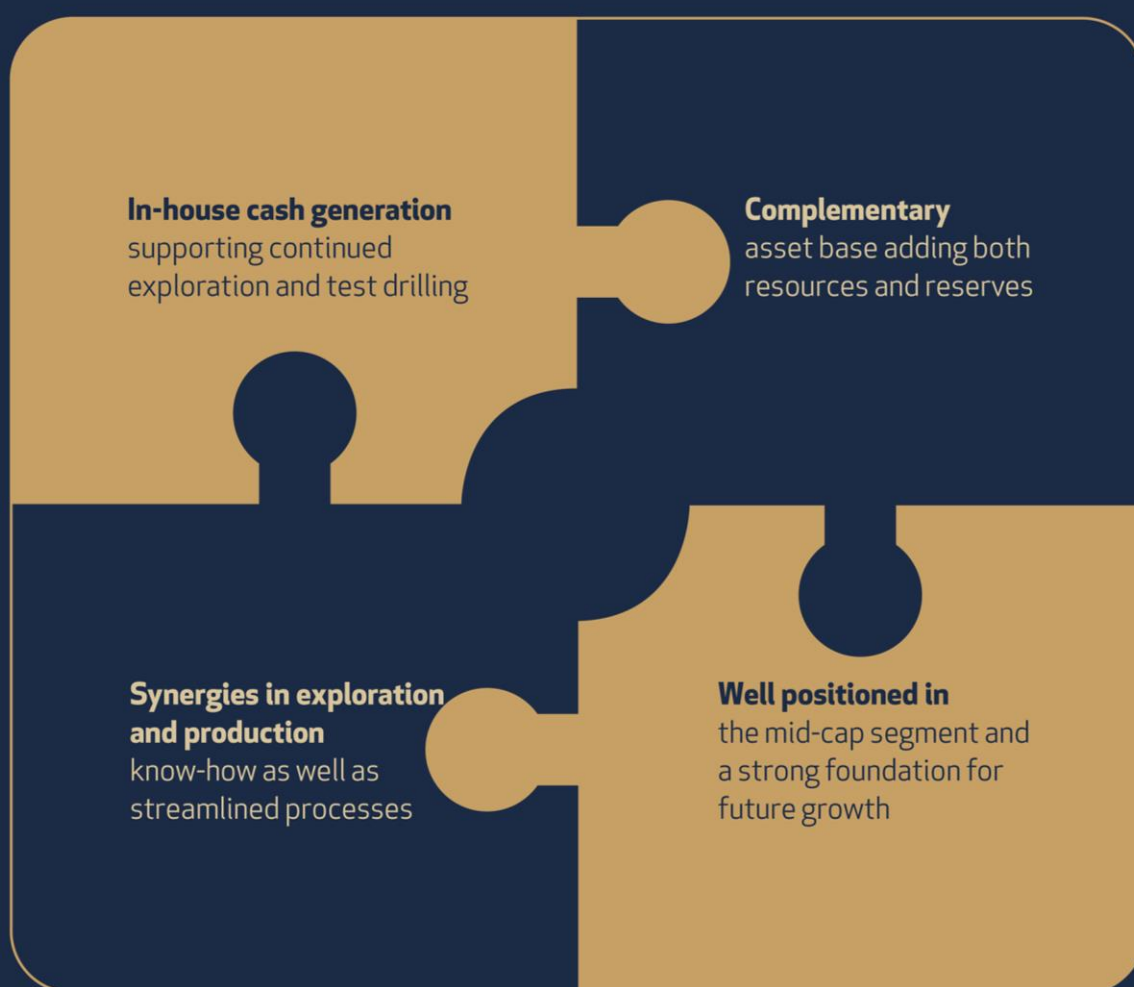 In-house cash generation
supporting continued
exploration and test drilling
Complementary
asset base adding both
resources and reserves
Synergies in exploration
and production
know-how as well as
streamlined processes
Well positioned in
the mid-cap segment and
a strong foundation for
future growth